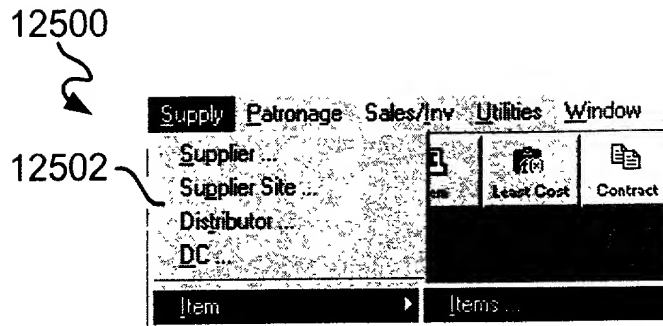 12500
Supply Patronage Sales/Inv Utilities Window
12502
Supplier ...
Supplier Site ...
Distributor ...
DC ...
Least Cost Contract
Item Items ...